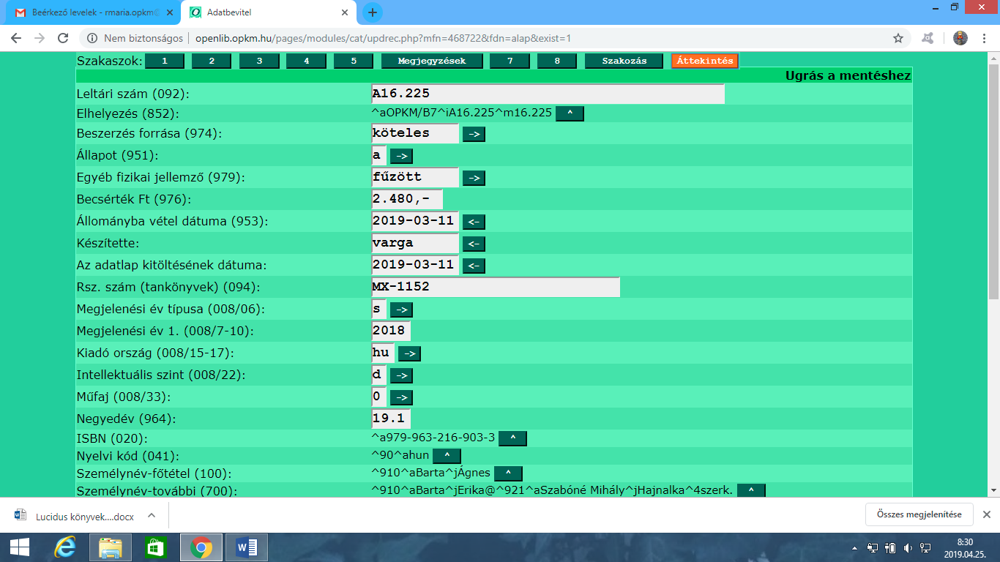 Beérkező levelek - rmaria.opkm
Adatbevitel
Nem biztonságos
openlib.opkm.hu/pages/modules/cat/updrec.php?mfn=468722&fdn=alap&exist=1
Szakaszok: 1 2 3 4 5 Megjegyzések 7 8 Szakozás Áttekintés
Ugrás a mentéshez
Leltári szám (092): A16.225
Elhelyezés (852): ^aOPKM/B7^iA16.225^m16.225 ^
Beszerzés forrása (974): köteles ->
Állapot (951): a ->
Egyéb fizikai jellemző (979): fűzött ->
Becsérték Ft (976): 2.480,-
Állományba vétel dátuma (953): 2019-03-11 <-
Készítette: varga <-
Az adatlap kitöltésének dátuma: 2019-03-11 <-
Rsz. szám (tankönyvek) (094): MX-1152
Megjelenési év típusa (008/06): s ->
Megjelenési év 1. (008/7-10): 2018
Kiadó ország (008/15-17): hu ->
Intellektuális szint (008/22): d ->
Műfaj (008/33): 0 ->
Negyedév (964): 19.1
ISBN (020): ^a979-963-216-903-3 ^
Nyelvi kód (041): ^90^ahun ^
Személynév-főtétel (100): ^910^aBarta^jÁgnes ^
Személynév-további (700): ^910^aBarta^jErika@^921^aSzabóné Mihály^jHajnalka^4szerk. ^
Lucidus könyvek....docx
Összes megjelenítése
8:30
2019.04.25.